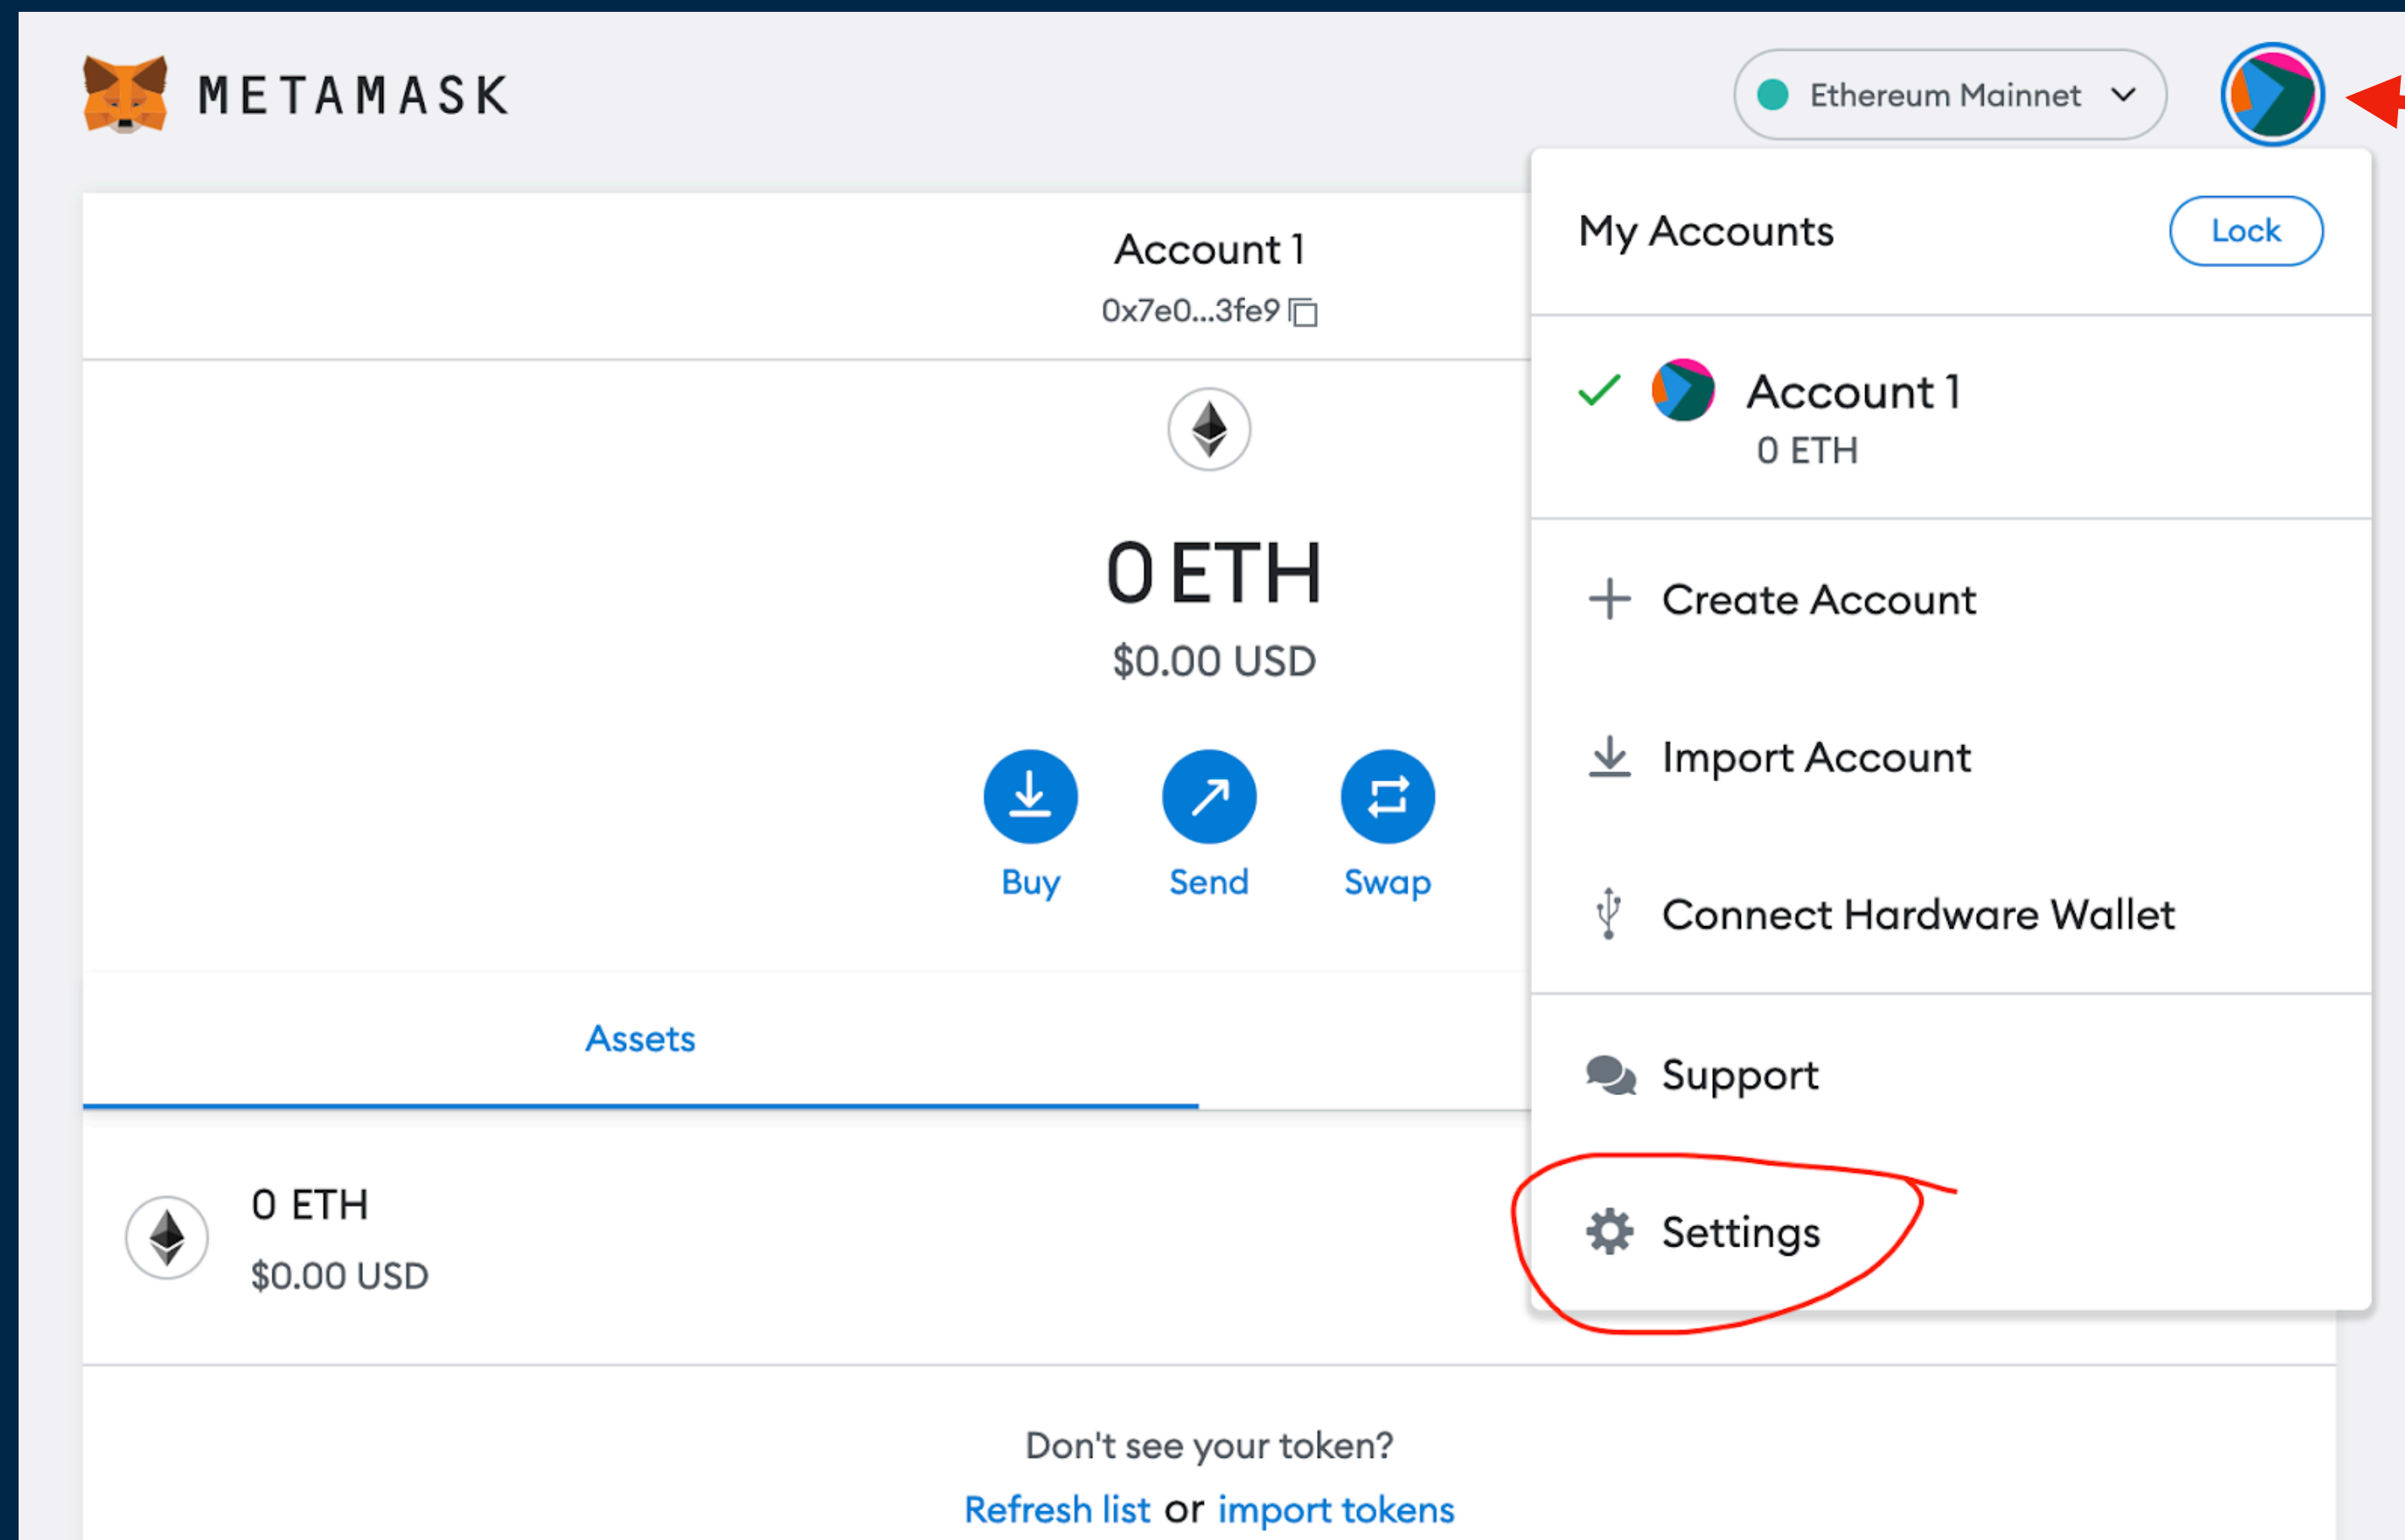 METAMASK
Ethereum Mainnet
Account 1
0x7e0...3fe9
0 ETH
$0.00 USD
Buy
Send
Swap
Assets
0 ETH
$0.00 USD
Don't see your token?
Refresh list or import tokens
My Accounts
Lock
Account 1
0 ETH
Create Account
Import Account
Connect Hardware Wallet
Support
Settings